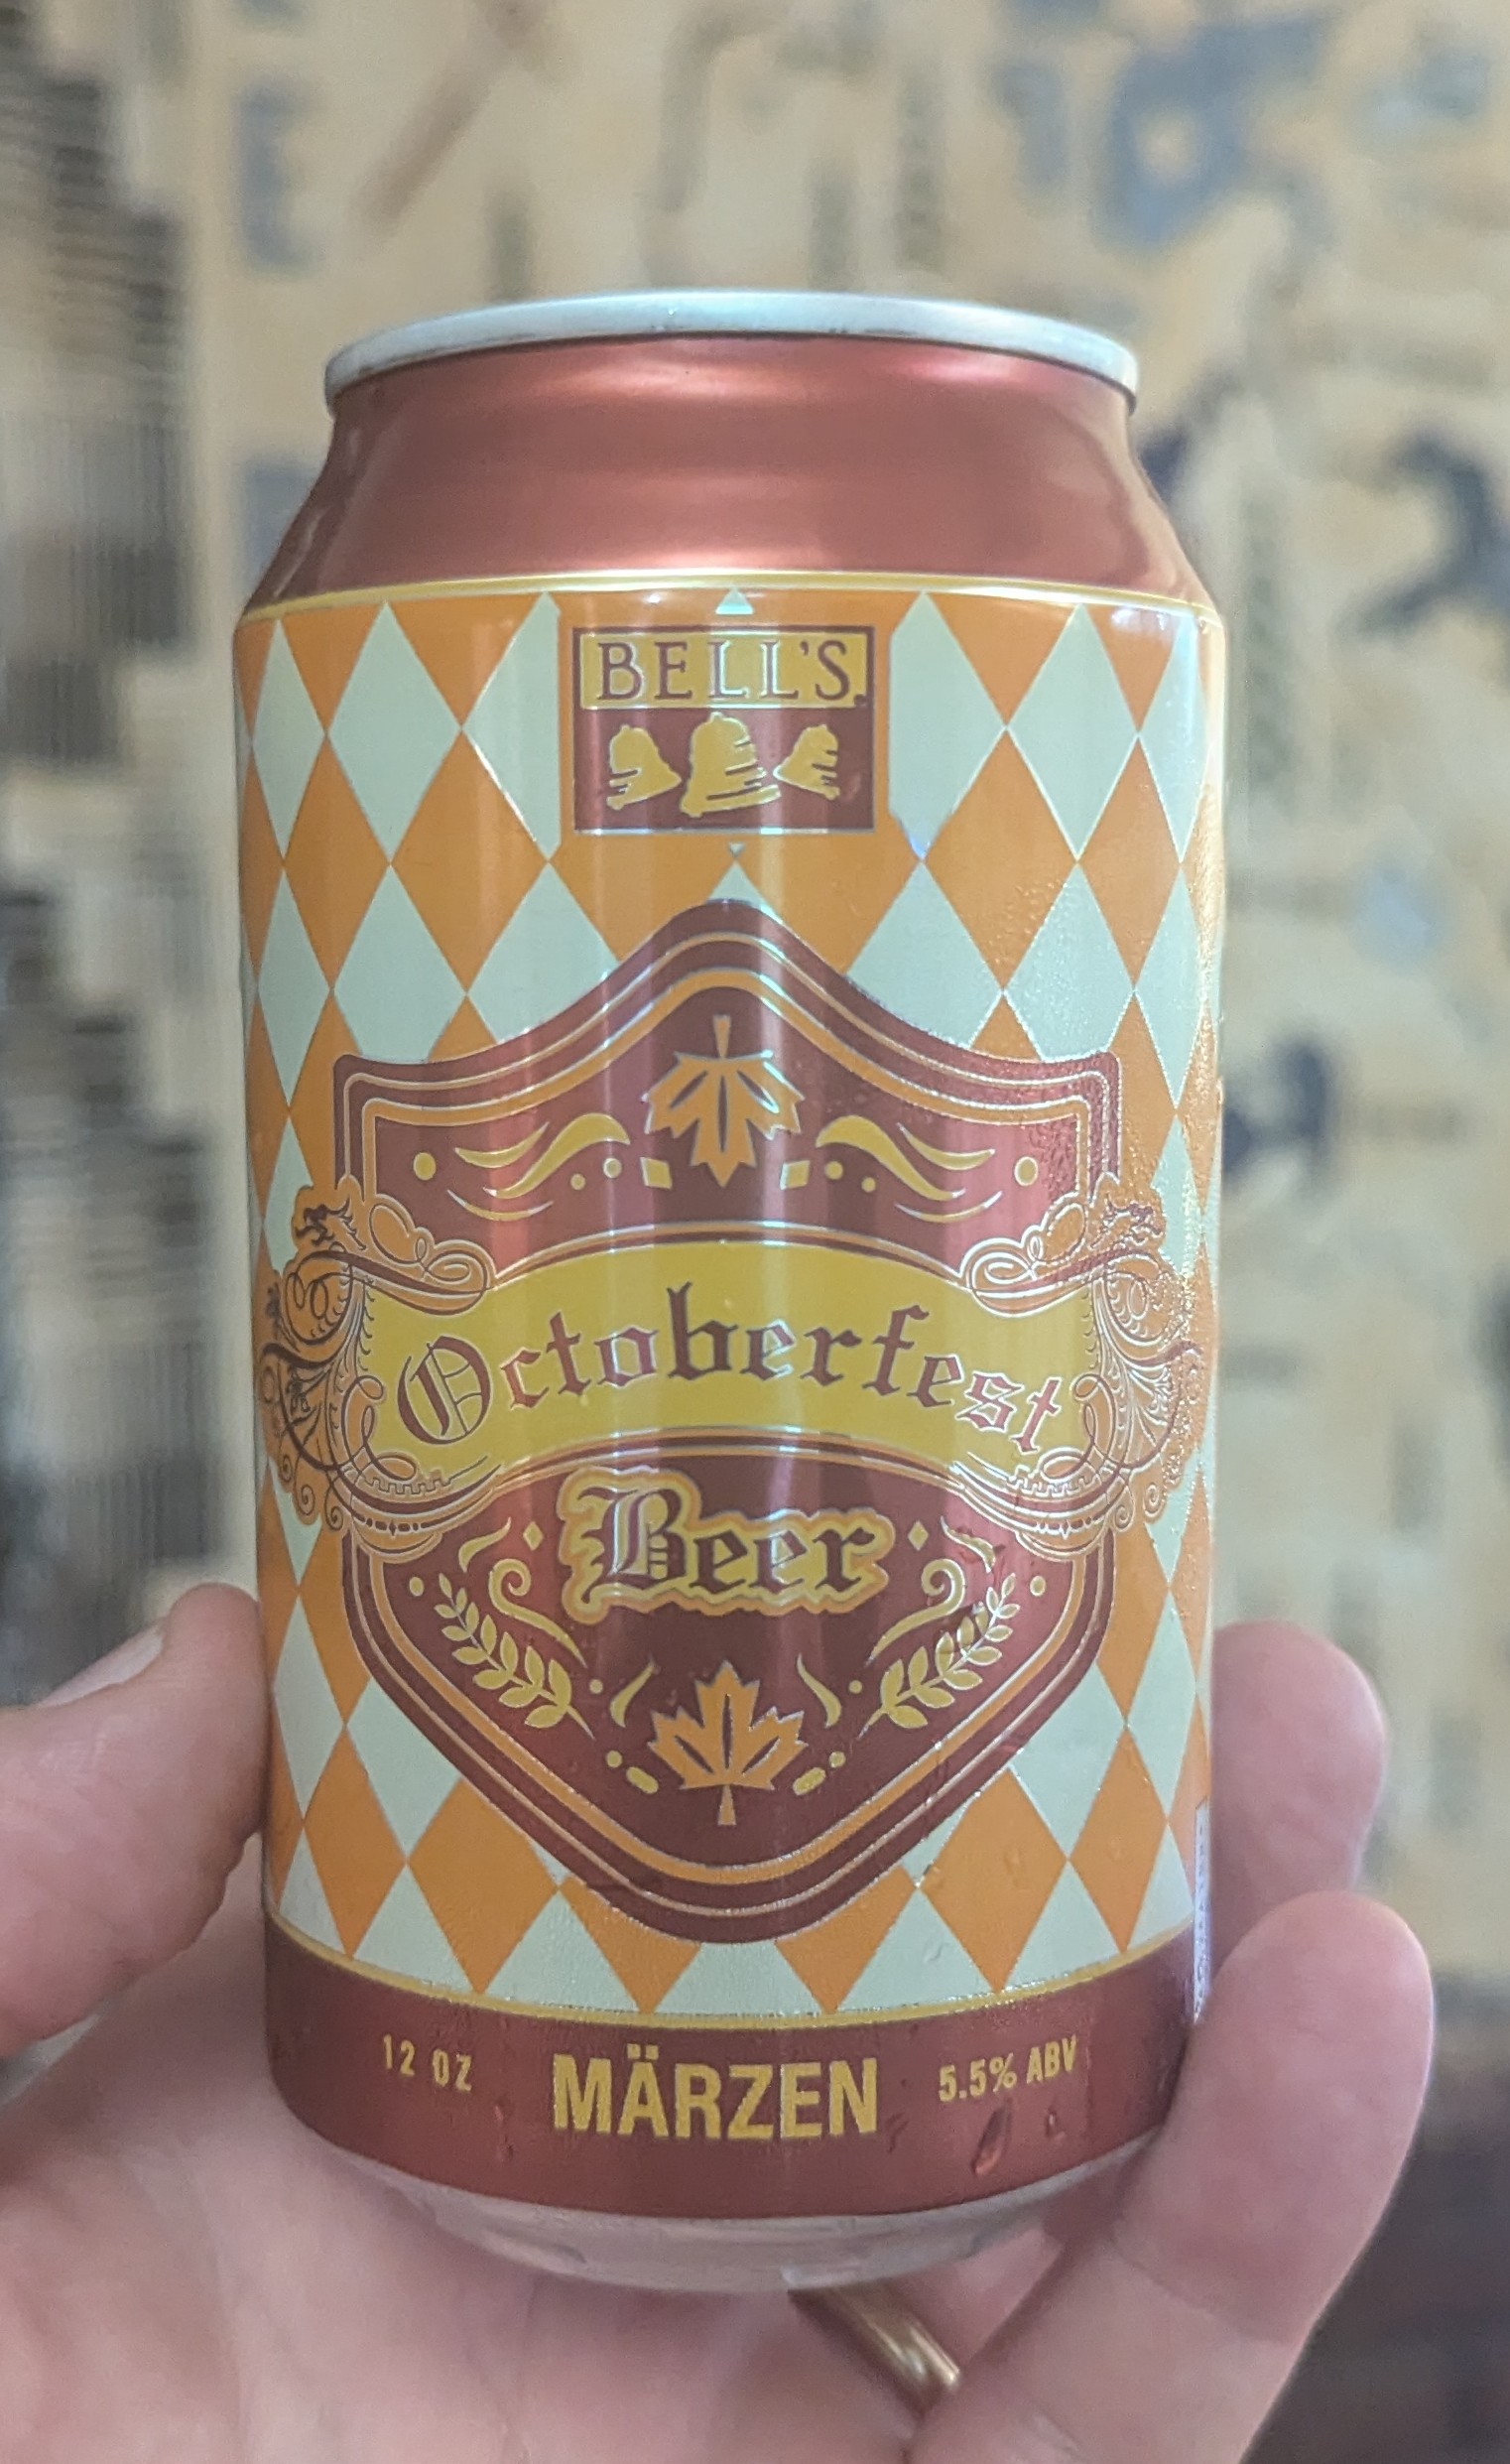 BELL'S
Octoberfest
Beer
12 OZ MÄRZEN 5.5% ABV